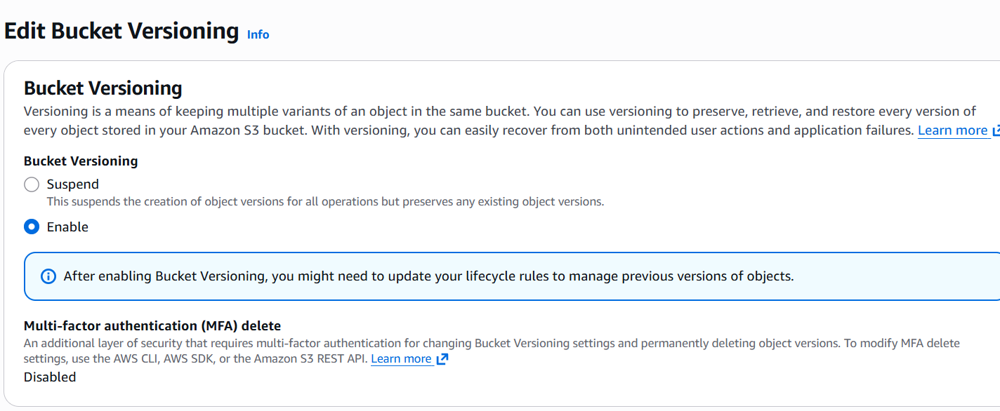 Edit Bucket Versioning Info
Bucket Versioning
Versioning is a means of keeping multiple variants of an object in the same bucket. You can use versioning to preserve, retrieve, and restore every version of
every object stored in your Amazon S3 bucket. With versioning, you can easily recover from both unintended user actions and application failures. Learn more
Bucket Versioning
Suspend
This suspends the creation of object versions for all operations but preserves any existing object versions.
Enable
After enabling Bucket Versioning, you might need to update your lifecycle rules to manage previous versions of objects.
Multi-factor authentication (MFA) delete
An additional layer of security that requires multi-factor authentication for changing Bucket Versioning settings and permanently deleting object versions. To modify MFA delete
settings, use the AWS CLI, AWS SDK, or the Amazon S3 REST API. Learn more
Disabled